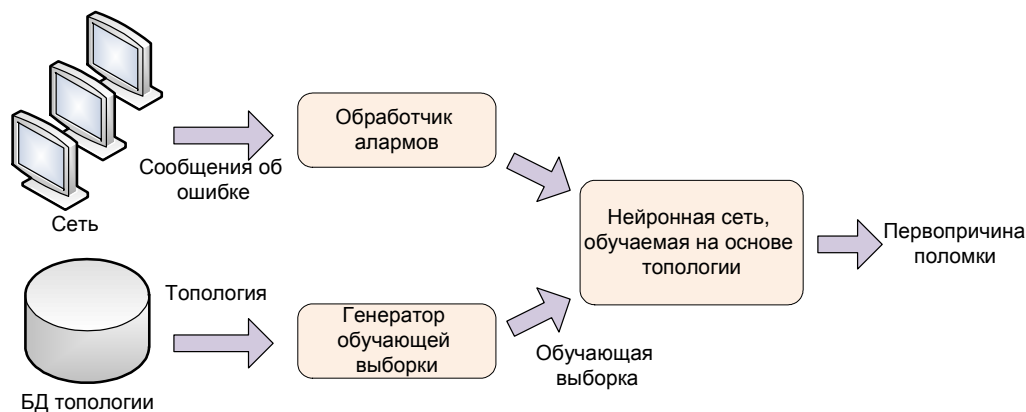 Обработчик
алармов
Сообщения об
ошибке
Сеть
Нейронная сеть,
обучаемая на основе
топологии
Первопричина
поломки
Топология
Генератор
обучающей
выборки
Обучающая
выборка
БД топологии